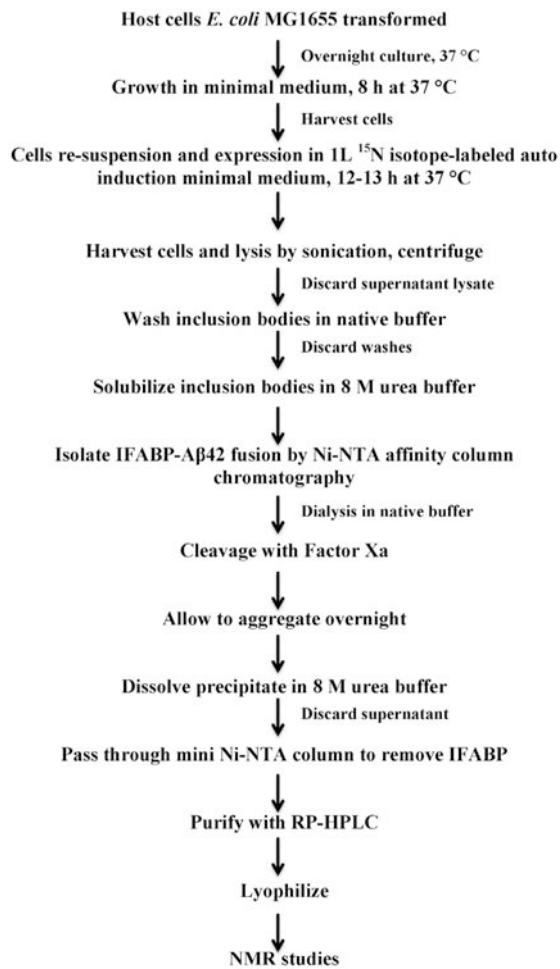 Host cells E. coli MG1655 transformed
Overnight culture, 37 °C
Growth in minimal medium, 8 h at 37 °C
Harvest cells
Cells re-suspension and expression in 1L ¹⁵N isotope-labeled auto
induction minimal medium, 12-13 h at 37 °C
Harvest cells and lysis by sonication, centrifuge
Discard supernatant lysate
Wash inclusion bodies in native buffer
Discard washes
Solubilize inclusion bodies in 8 M urea buffer
Isolate IFABP-Aβ42 fusion by Ni-NTA affinity column
chromatography
Dialysis in native buffer
Cleavage with Factor Xa
Allow to aggregate overnight
Dissolve precipitate in 8 M urea buffer
Discard supernatant
Pass through mini Ni-NTA column to remove IFABP
Purify with RP-HPLC
Lyophilize
NMR studies